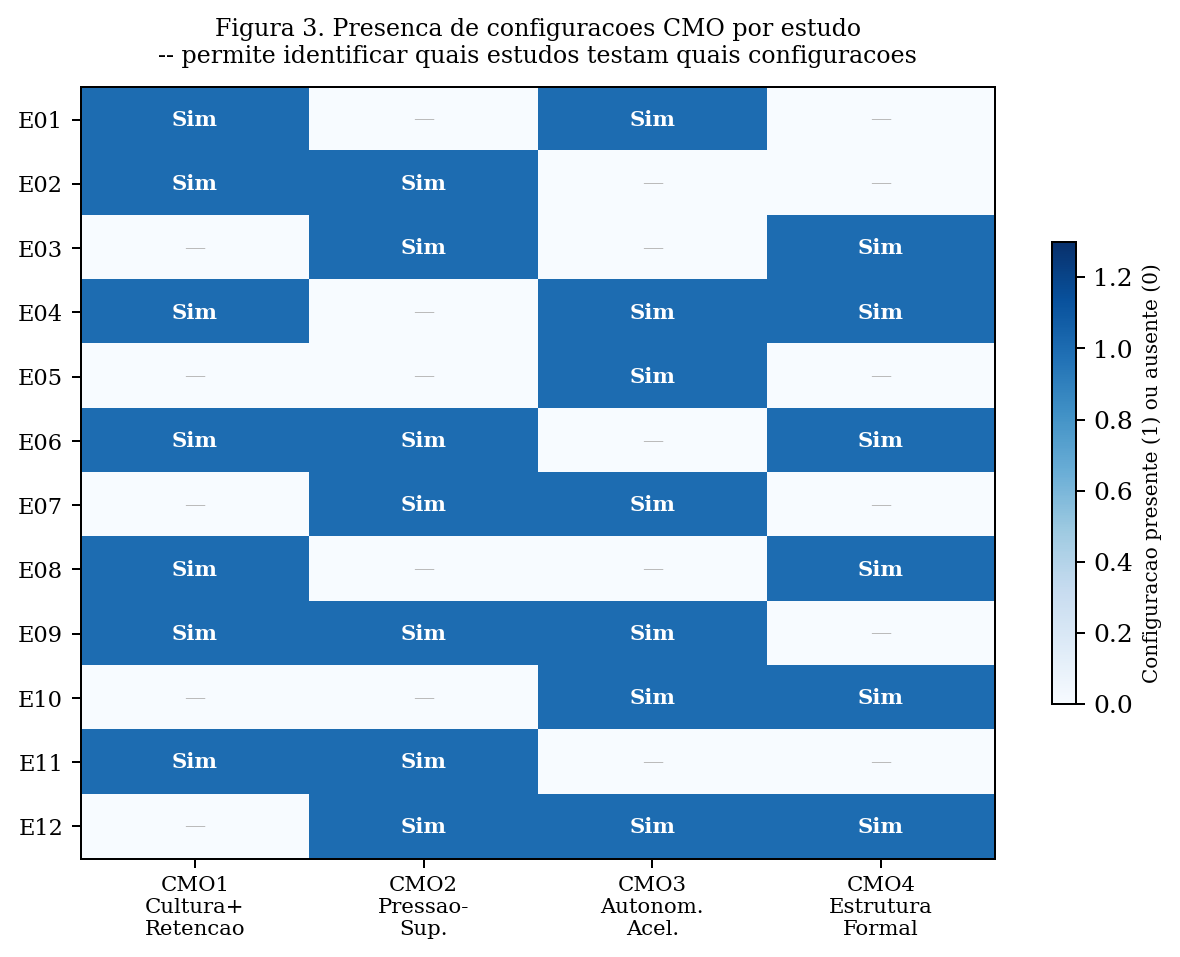 Figura 3. Presenca de configuracoes CMO por estudo
-- permite identificar quais estudos testam quais configuracoes
E01 Sim — Sim —
E02 Sim Sim — —
E03 — Sim — Sim
E04 Sim — Sim Sim
E05 — — Sim —
E06 Sim Sim — Sim
E07 — Sim Sim —
E08 Sim — — Sim
E09 Sim Sim Sim —
E10 — — Sim Sim
E11 Sim Sim — —
E12 — Sim Sim Sim
CMO1 CMO2 CMO3 CMO4
Cultura+ Pressao- Autonom. Estrutura
Retencao Sup. Acel. Formal
1.2
1.0
0.8
0.6
0.4
0.2
0.0
Configuracao presente (1) ou ausente (0)